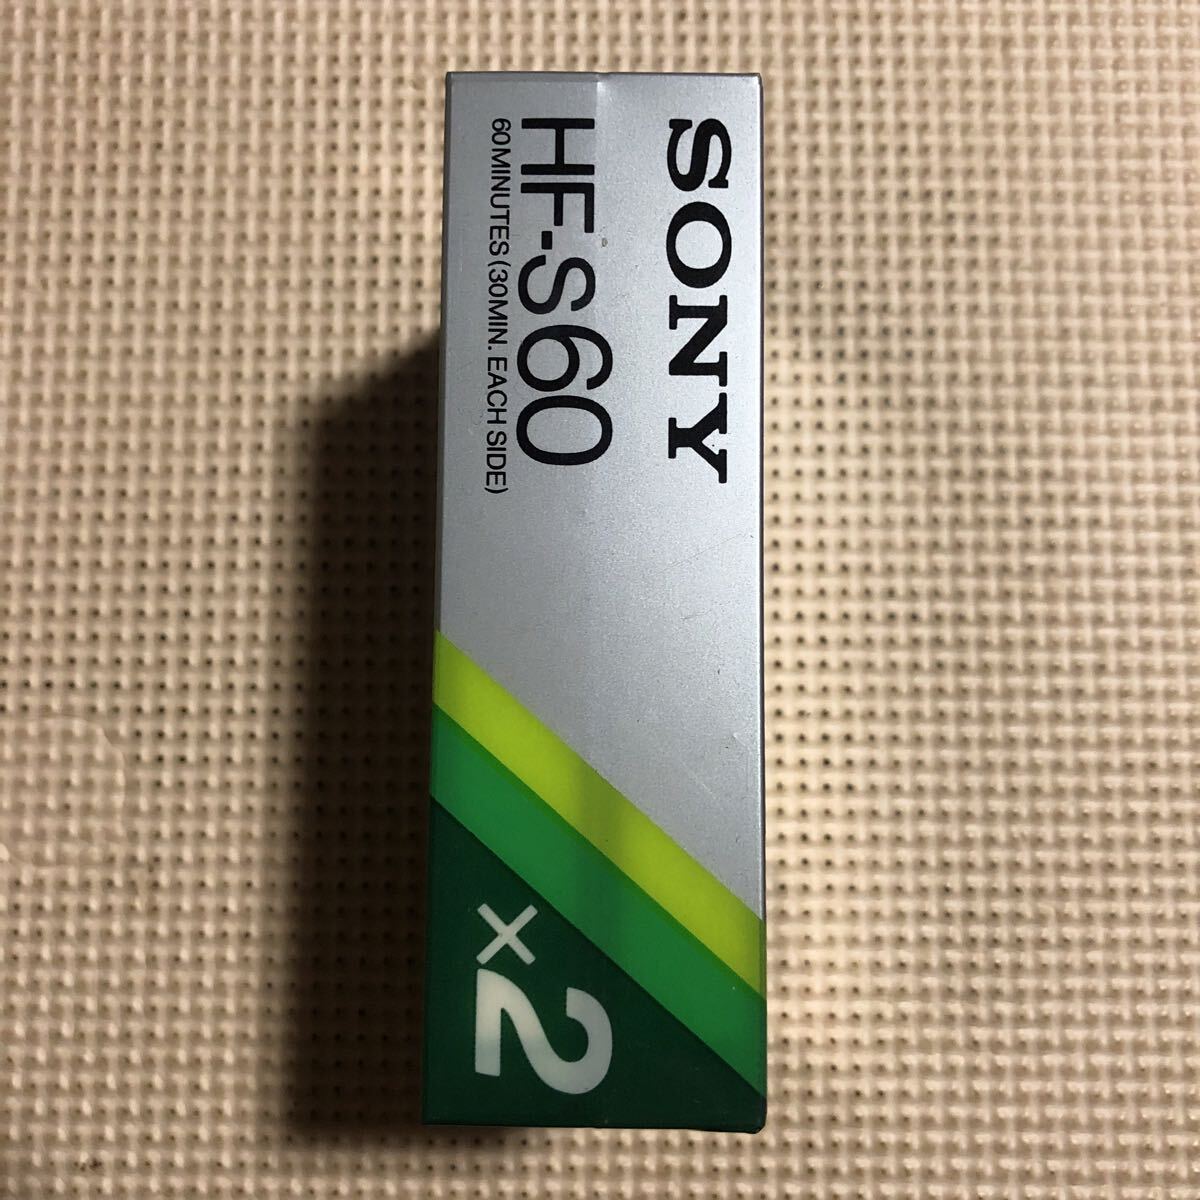 SONY
HF-S60
60MINUTES (30MIN. EACH SIDE)
×2